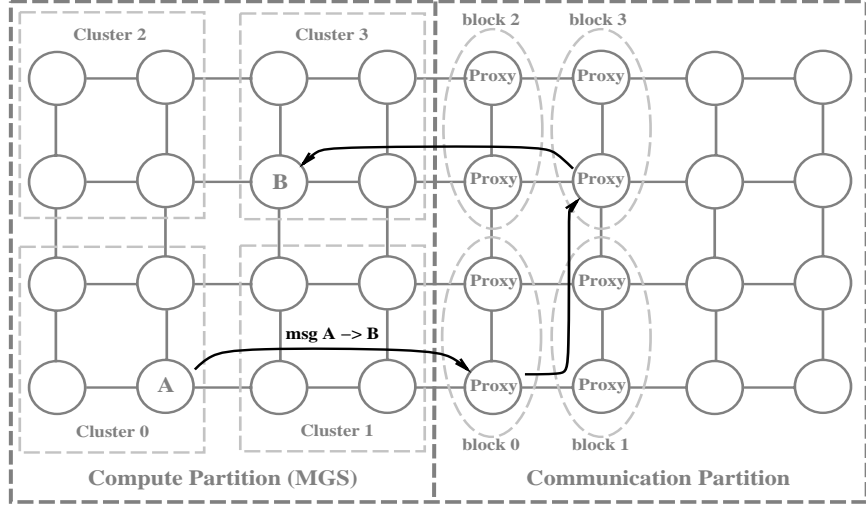 block 2
block 3
Cluster 2
Cluster 3
Proxy
Proxy
B
Proxy
Proxy
Proxy
Proxy
msg A −> B
A
Proxy
Proxy
Cluster 0
Cluster 1
block 0
block 1
Compute Partition (MGS)
Communication Partition